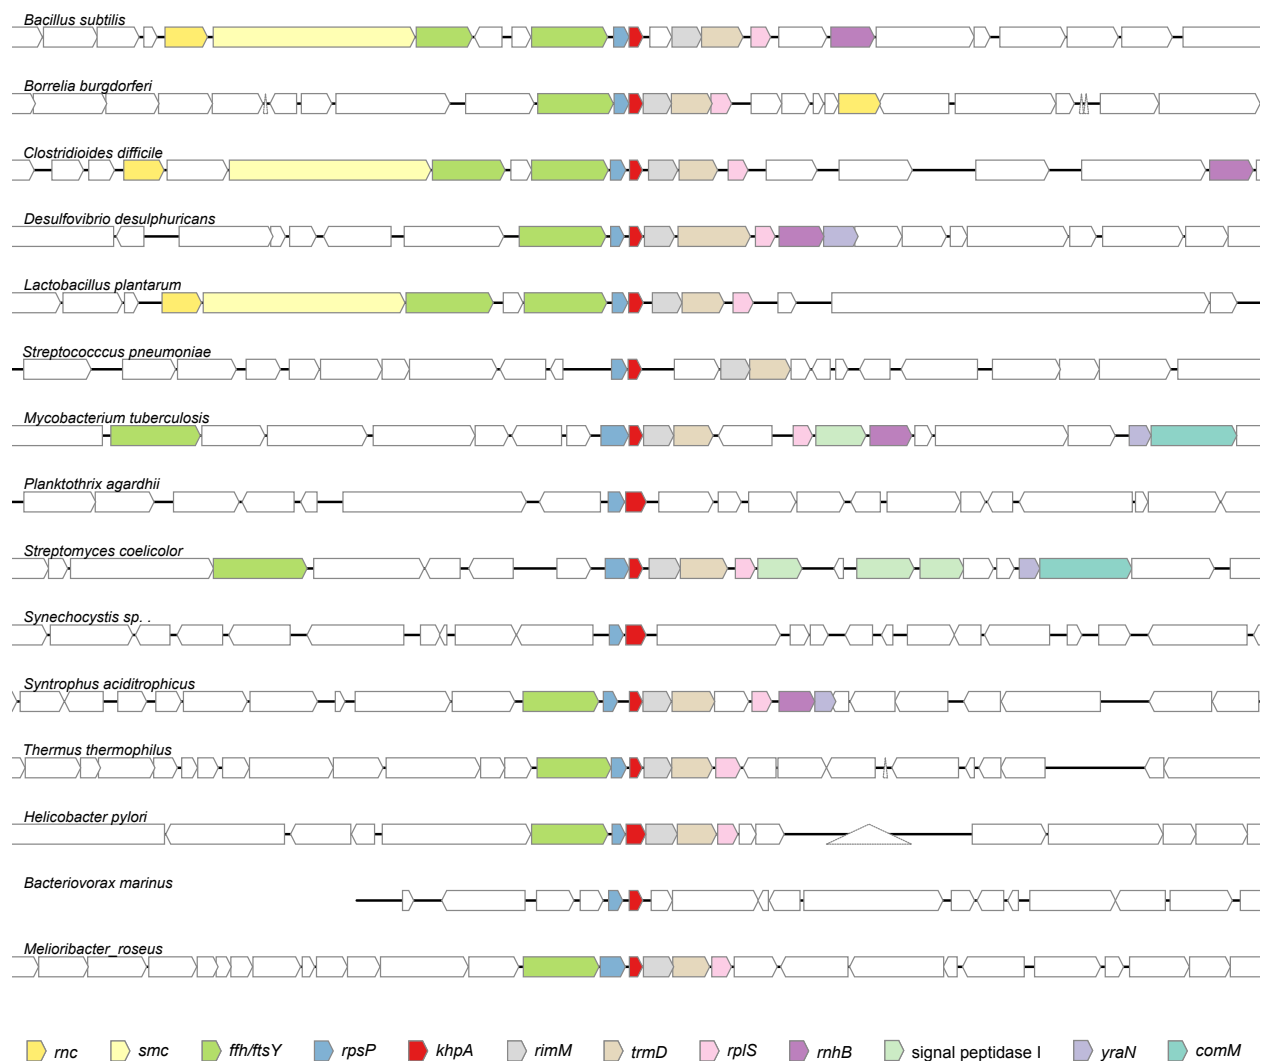 Bacillus subtilis
Borrelia burgdorferi
Clostridioides difficile
Desulfovibrio desulphuricans
Lactobacillus plantarum
Streptococccus pneumoniae
Mycobacterium tuberculosis
Planktothrix agardhii
Streptomyces coelicolor
Synechocystis sp. .
Syntrophus aciditrophicus
Thermus thermophilus
Helicobacter pylori
Bacteriovorax marinus
Melioribacter_roseus
rnc smc ffh/ftsY rpsP khpA rimM trmD rplS rnhB signal peptidase I yraN comM